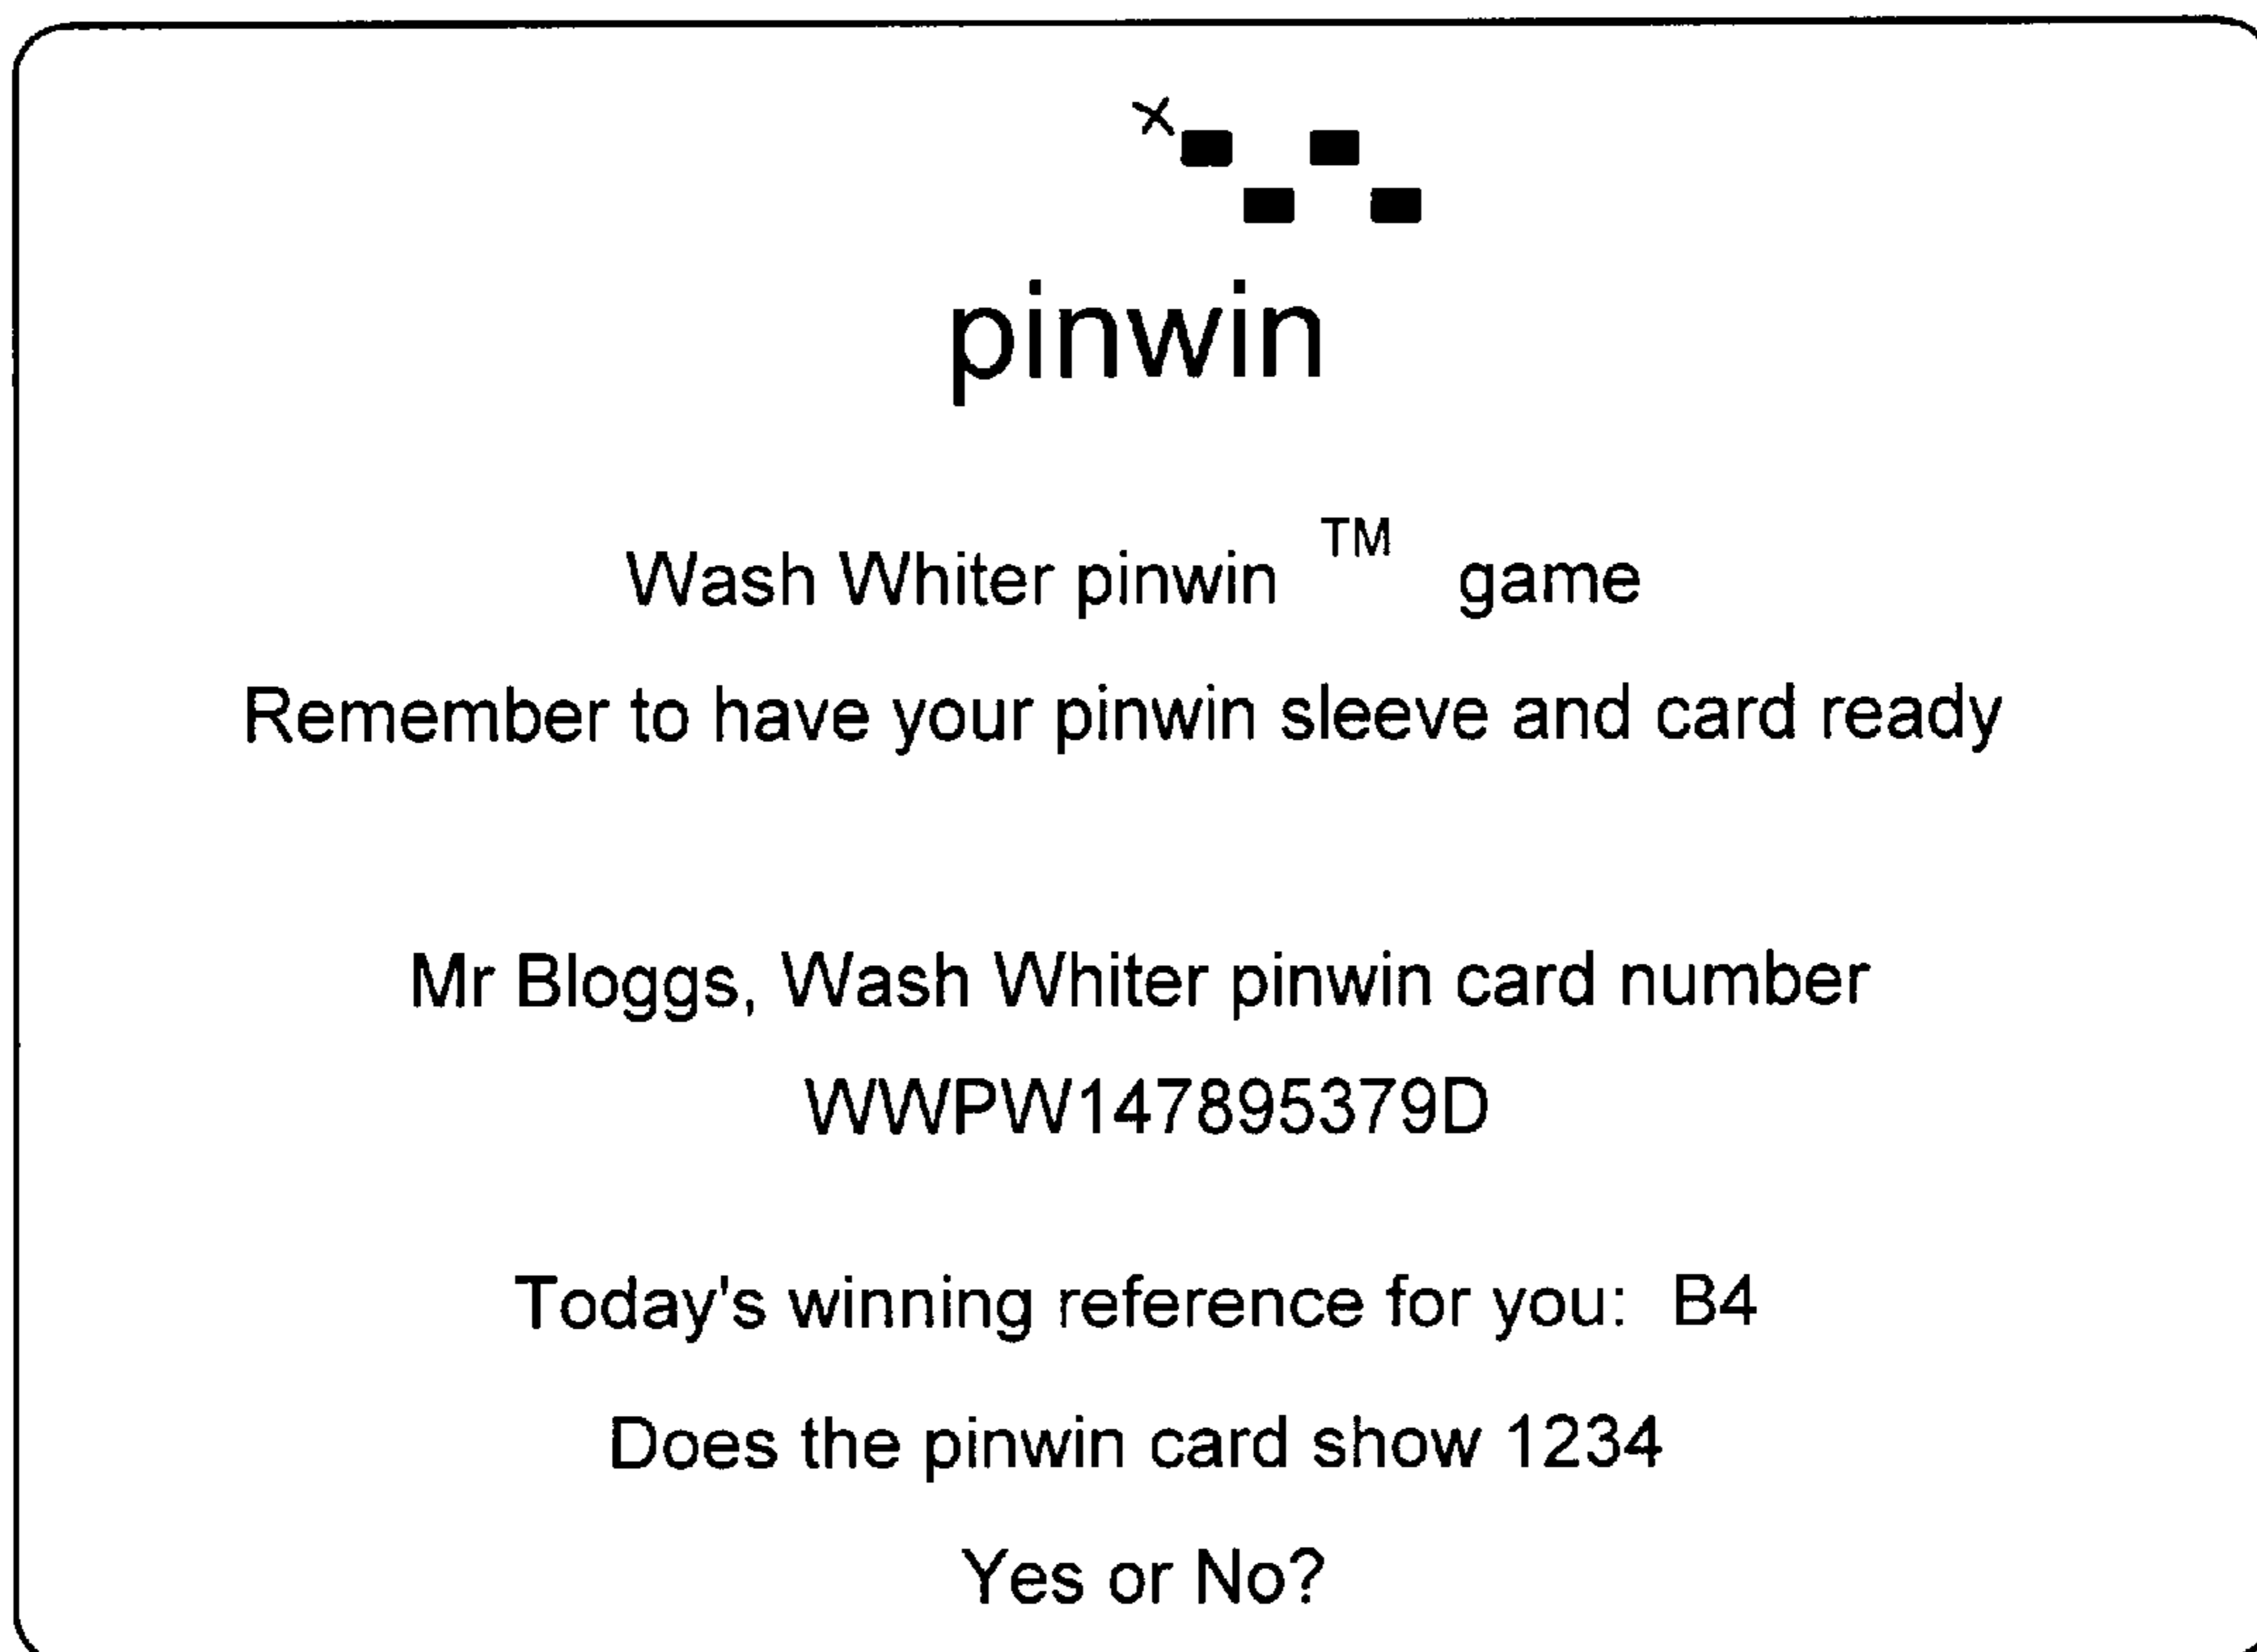 x
pinwin
Wash Whiter pinwin ™ game
Remember to have your pinwin sleeve and card ready
Mr Bloggs, Wash Whiter pinwin card number
WWPW147895379D
Today's winning reference for you: B4
Does the pinwin card show 1234
Yes or No?